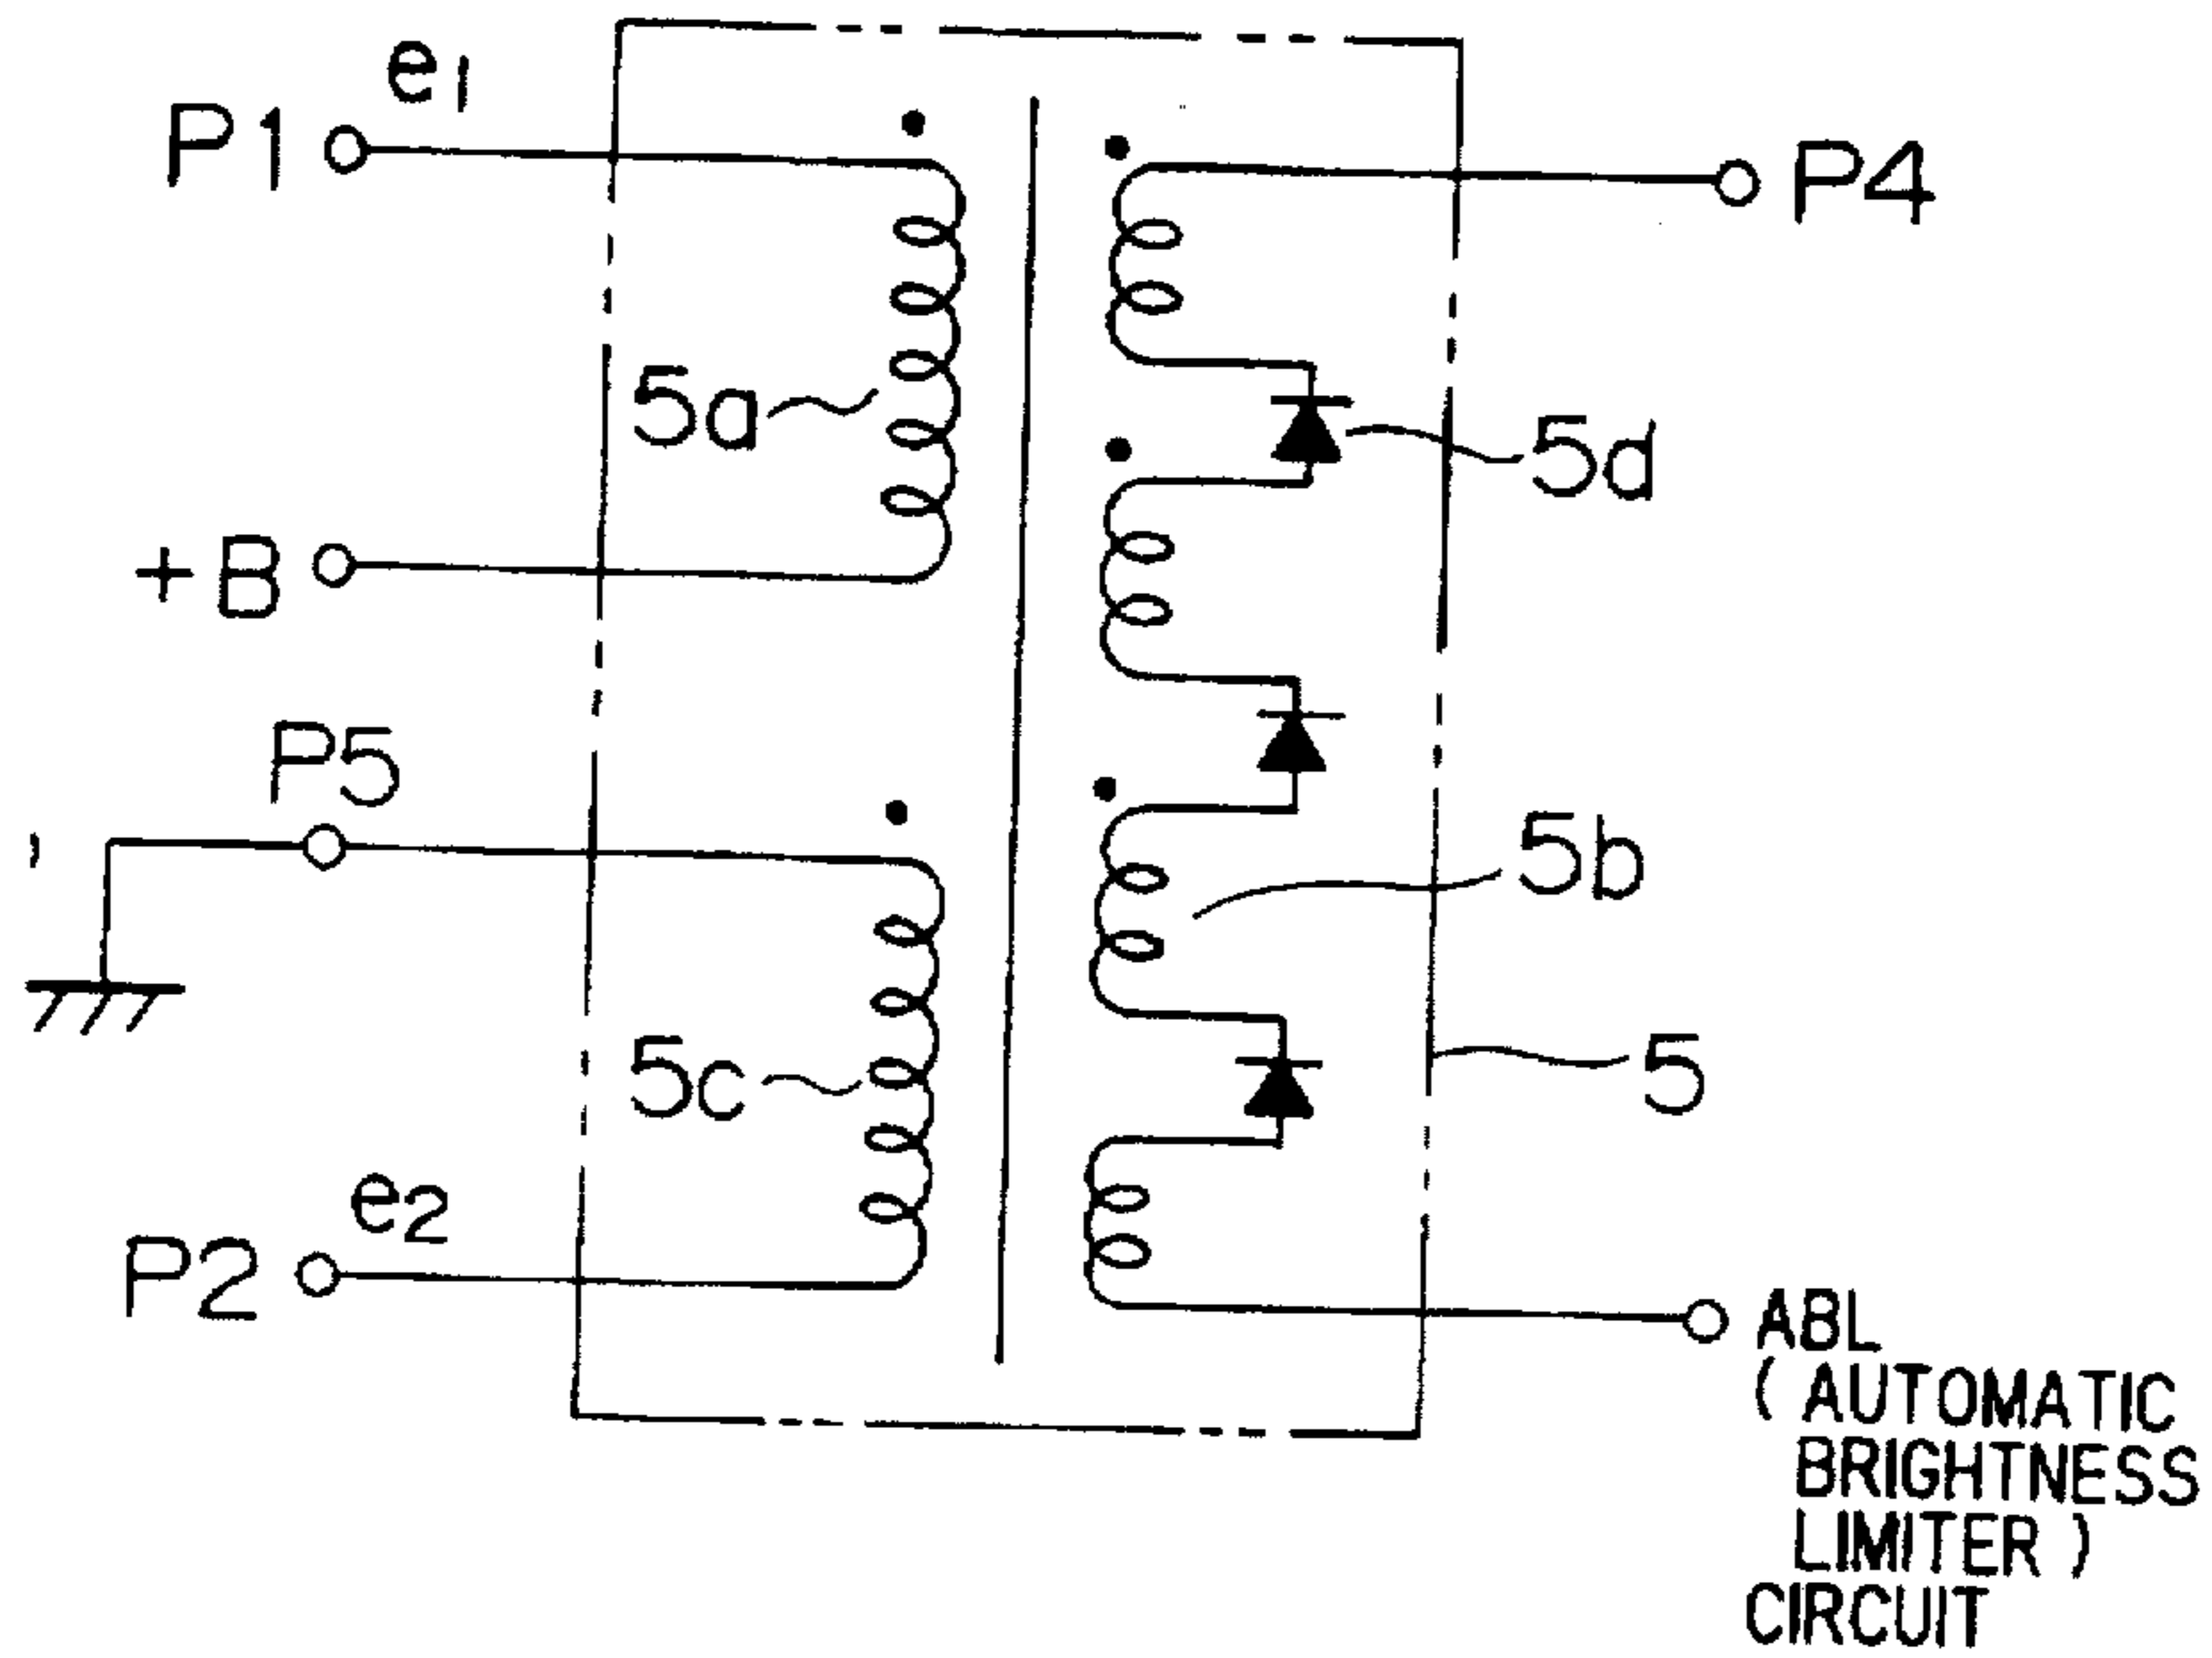 e1
P1
P4
5a
5d
+B
P5
5b
5c
5
e2
P2
ABL
( AUTOMATIC
BRIGHTNESS
LIMITER )
CIRCUIT